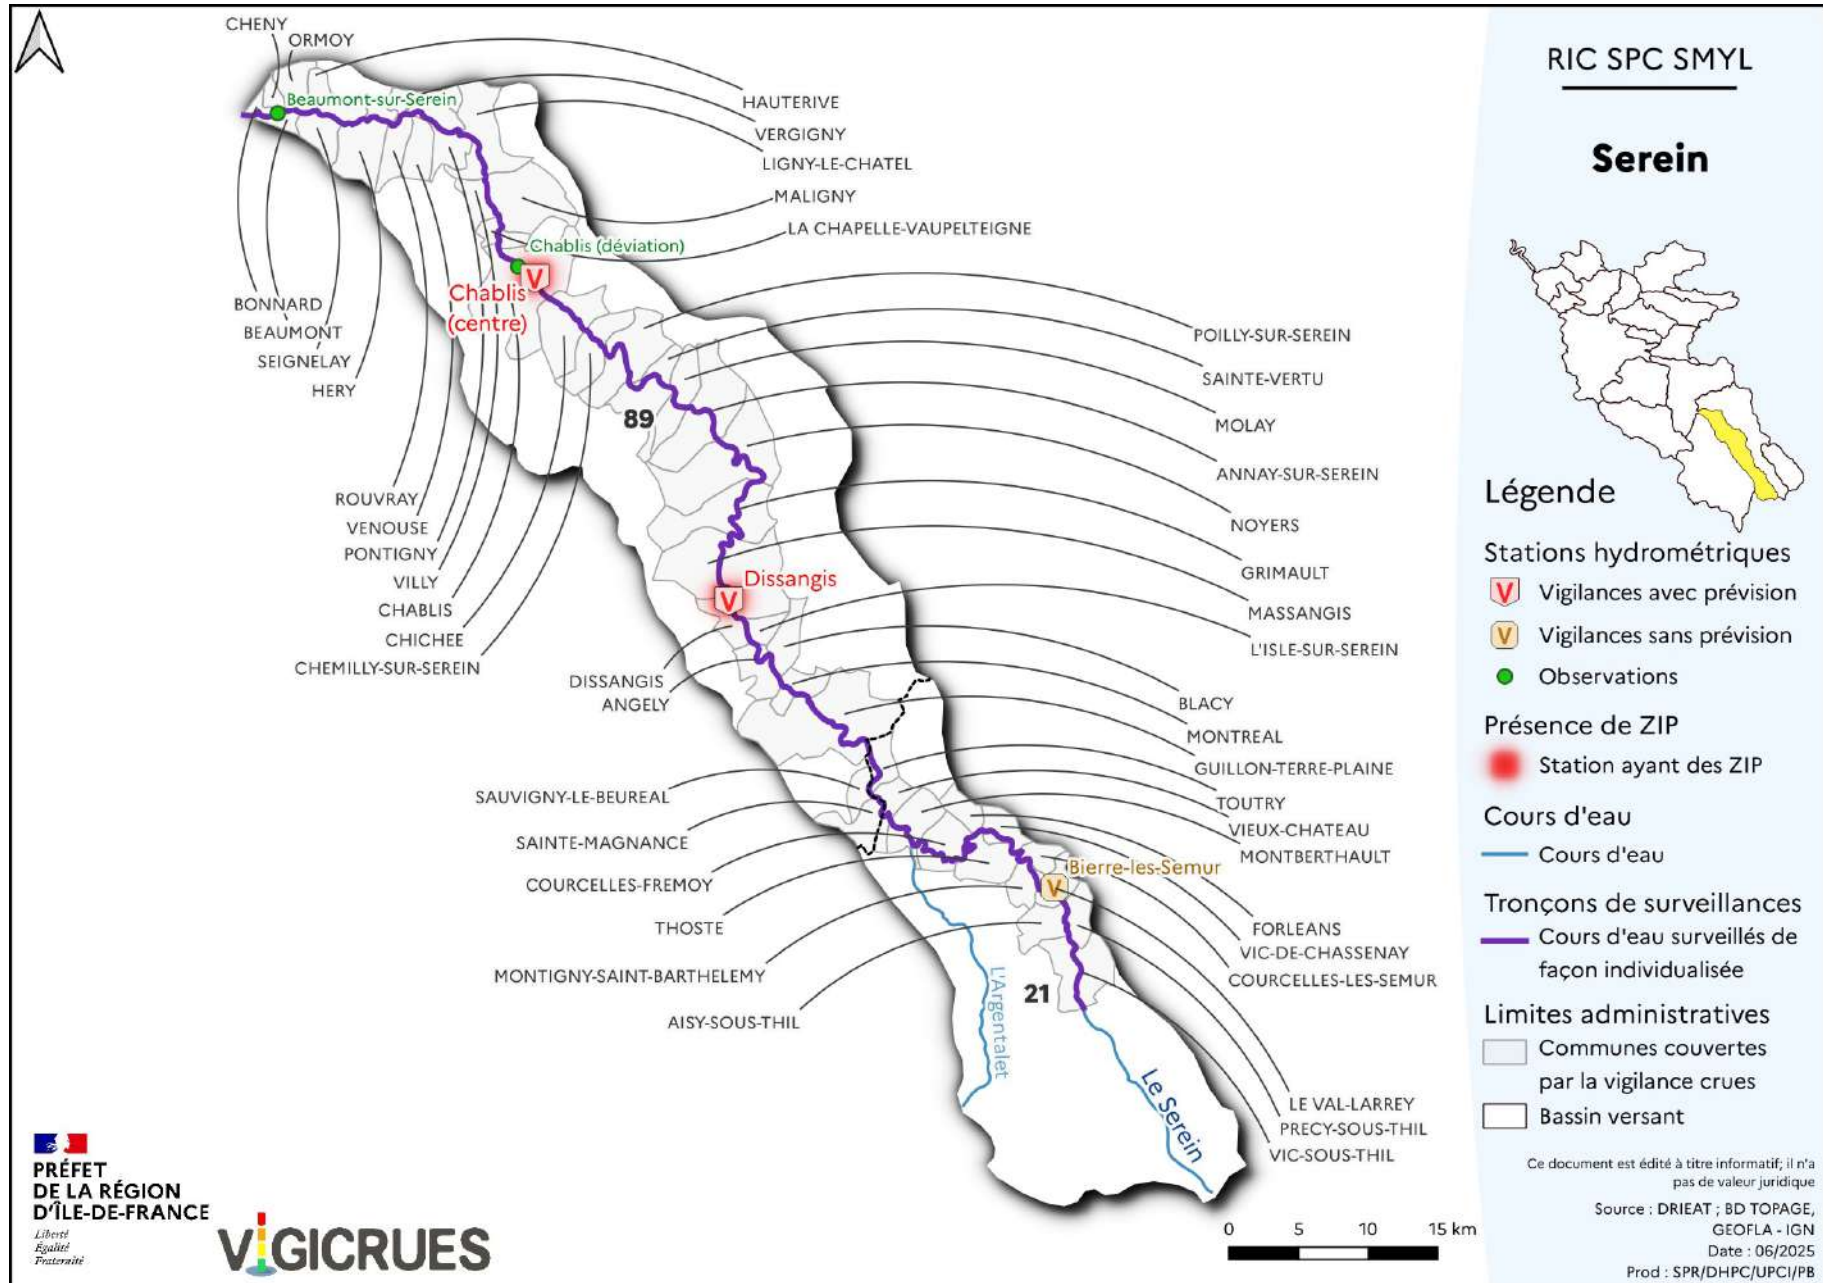 CHENY
ORMOY
Beaumont-sur-Serein
HAUTERIVE
VERGIGNY
LIGNY-LE-CHATEL
MALIGNY
LA CHAPELLE-VAUPELTEIGNE
Chablis (déviation)
V
Chablis
(centre)
BONNARD
BEAUMONT
SEIGNELAY
HERY
POILLY-SUR-SEREIN
SAINTE-VERTU
MOLAY
ANNAY-SUR-SEREIN
NOYERS
GRIMAULT
MASSANGIS
L'ISLE-SUR-SEREIN
89
ROUVRAY
VENOUSE
PONTIGNY
VILLY
CHABLIS
CHICHEE
CHEMILLY-SUR-SEREIN
Dissangis
V
DISSANGIS
ANGELY
BLACY
MONTREAL
GUILLON-TERRE-PLAINE
TOUTRY
VIEUX-CHATEAU
MONTBERTHAULT
SAUVIGNY-LE-BEUREAL
SAINTE-MAGNANCE
COURCELLES-FREMOY
THOSTE
MONTIGNY-SAINT-BARTHELEMY
AISY-SOUS-THIL
Bierre-les-Semur
V
FORLEANS
VIC-DE-CHASSENAY
COURCELLES-LES-SEMUR
21
L'Argentalet
Le Serein
LE VAL-LARREY
PRECY-SOUS-THIL
VIC-SOUS-THIL
0 5 10 15 km
PRÉFET
DE LA RÉGION
D'ÎLE-DE-FRANCE
Liberté
Égalité
Fraternité
VIGICRUES
RIC SPC SMYL
Serein
Légende
Stations hydrométriques
V Vigilances avec prévision
V Vigilances sans prévision
Observations
Présence de ZIP
Station ayant des ZIP
Cours d'eau
Cours d'eau
Tronçons de surveillances
Cours d'eau surveillés de
façon individualisée
Limites administratives
Communes couvertes
par la vigilance crues
Bassin versant
Ce document est édité à titre informatif; il n'a
pas de valeur juridique
Source : DRIEAT ; BD TOPAGE,
GEOFLA - IGN
Date : 06/2025
Prod : SPR/DHPC/UPCI/PB